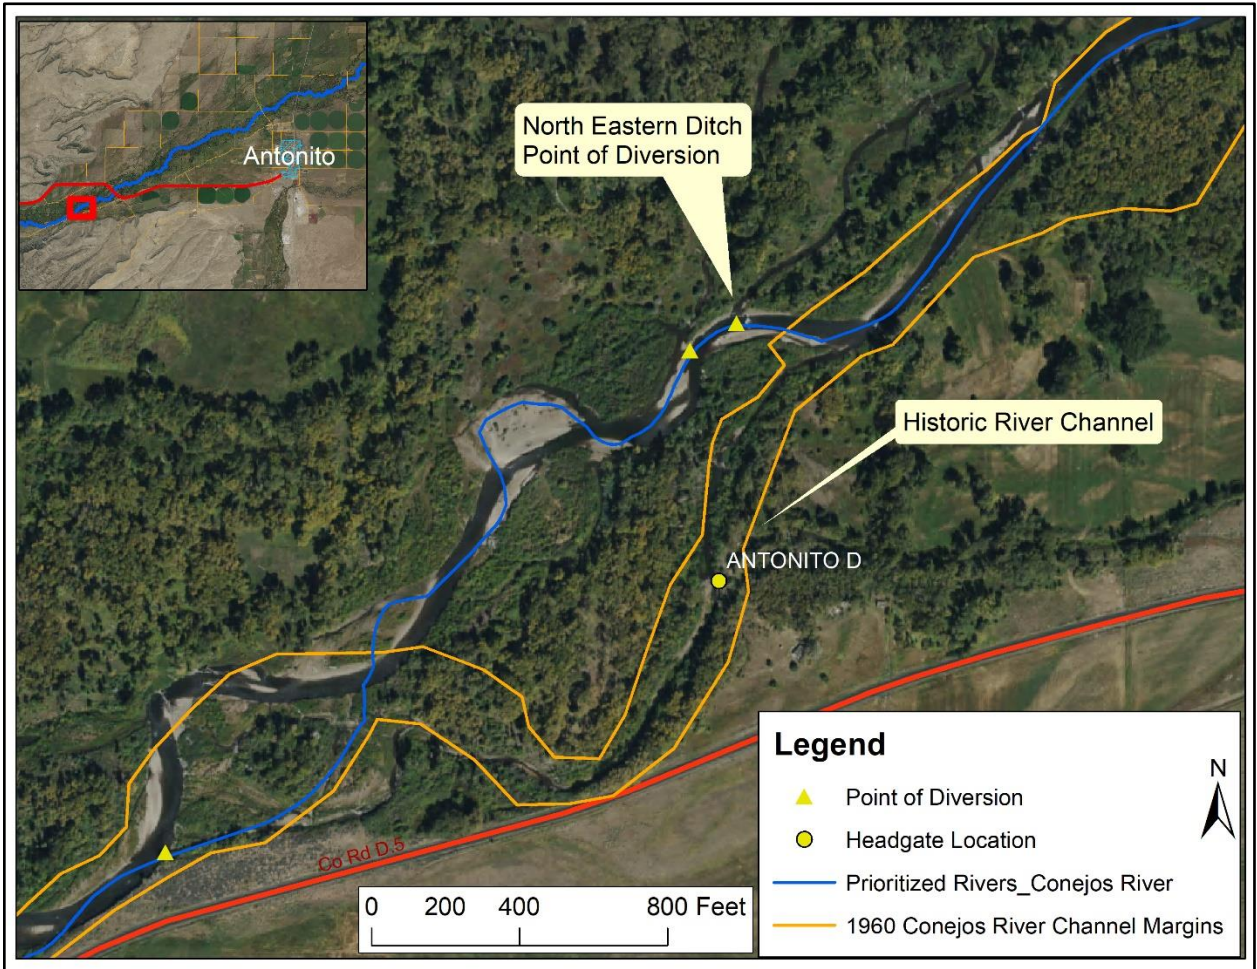 Antonito
North Eastern Ditch
Point of Diversion
Historic River Channel
ANTONITO D
Co Rd D.5
0 200 400 800 Feet
Legend
N
Point of Diversion
Headgate Location
Prioritized Rivers_Conejos River
1960 Conejos River Channel Margins